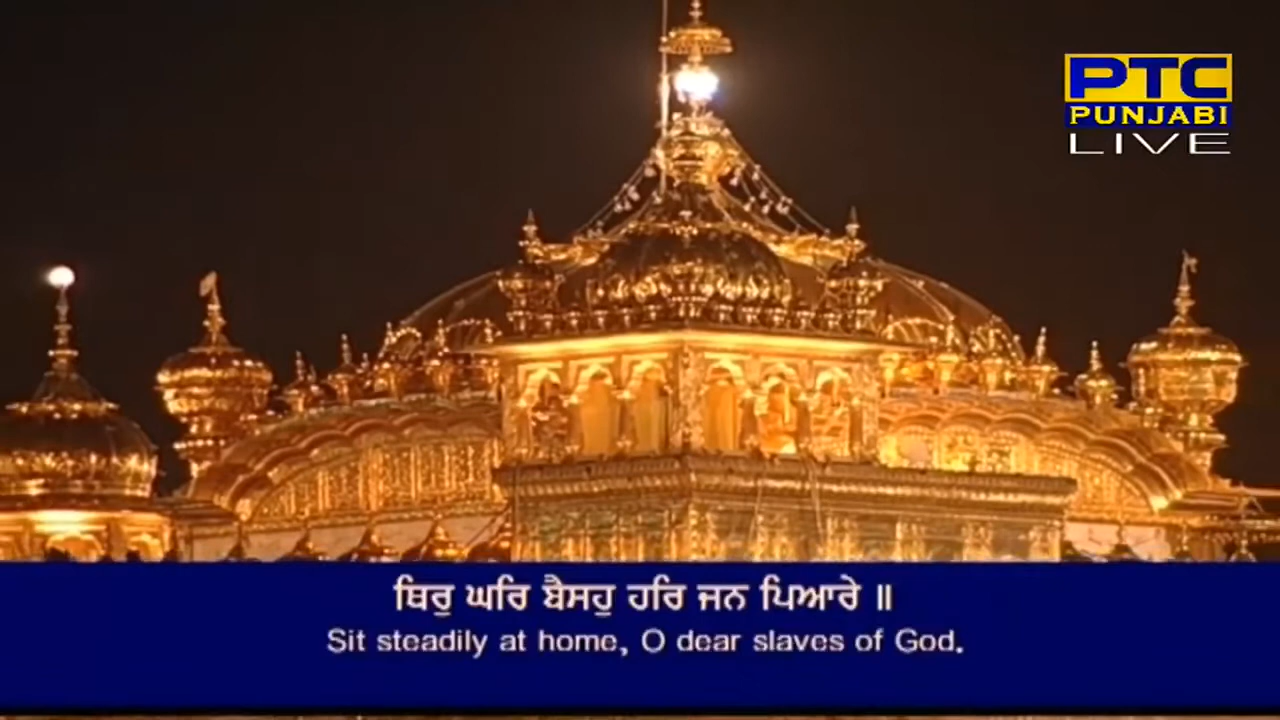 PTC
PUNJABI
LIVE
ਥਿਰੁ ਘਰਿ ਬੈਸਹੁ ਹਰਿ ਜਨ ਪਿਆਰੇ ॥
Sit steadily at home, O dear slaves of God.